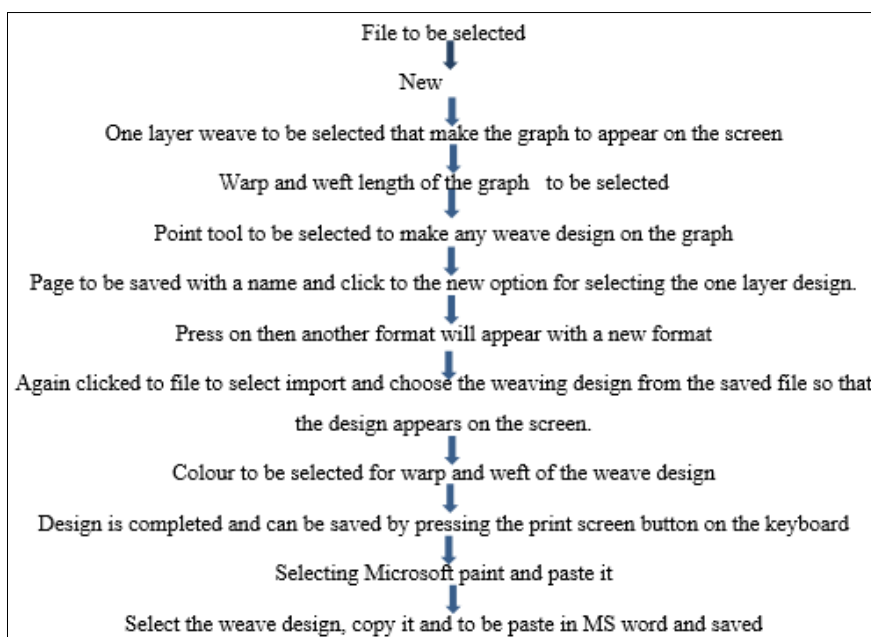 File to be selected
New
One layer weave to be selected that make the graph to appear on the screen
Warp and weft length of the graph to be selected
Point tool to be selected to make any weave design on the graph
Page to be saved with a name and click to the new option for selecting the one layer design.
Press on then another format will appear with a new format
Again clicked to file to select import and choose the weaving design from the saved file so that
the design appears on the screen.
Colour to be selected for warp and weft of the weave design
Design is completed and can be saved by pressing the print screen button on the keyboard
Selecting Microsoft paint and paste it
Select the weave design, copy it and to be paste in MS word and saved